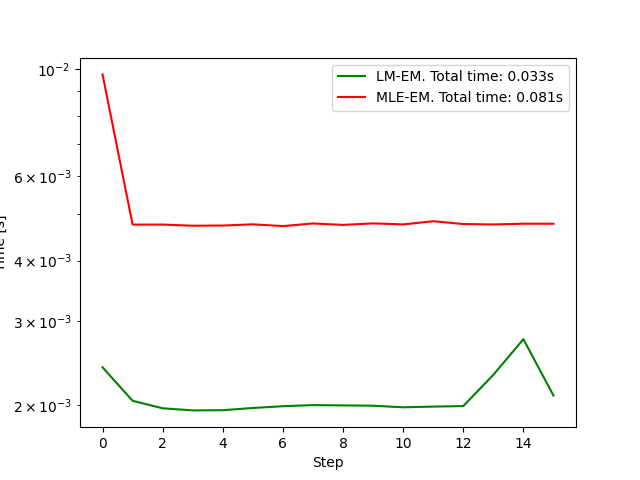 LM-EM. Total time: 0.033s
MLE-EM. Total time: 0.081s
10⁻²
6 × 10⁻³
4 × 10⁻³
3 × 10⁻³
2 × 10⁻³
0 2 4 6 8 10 12 14
Step